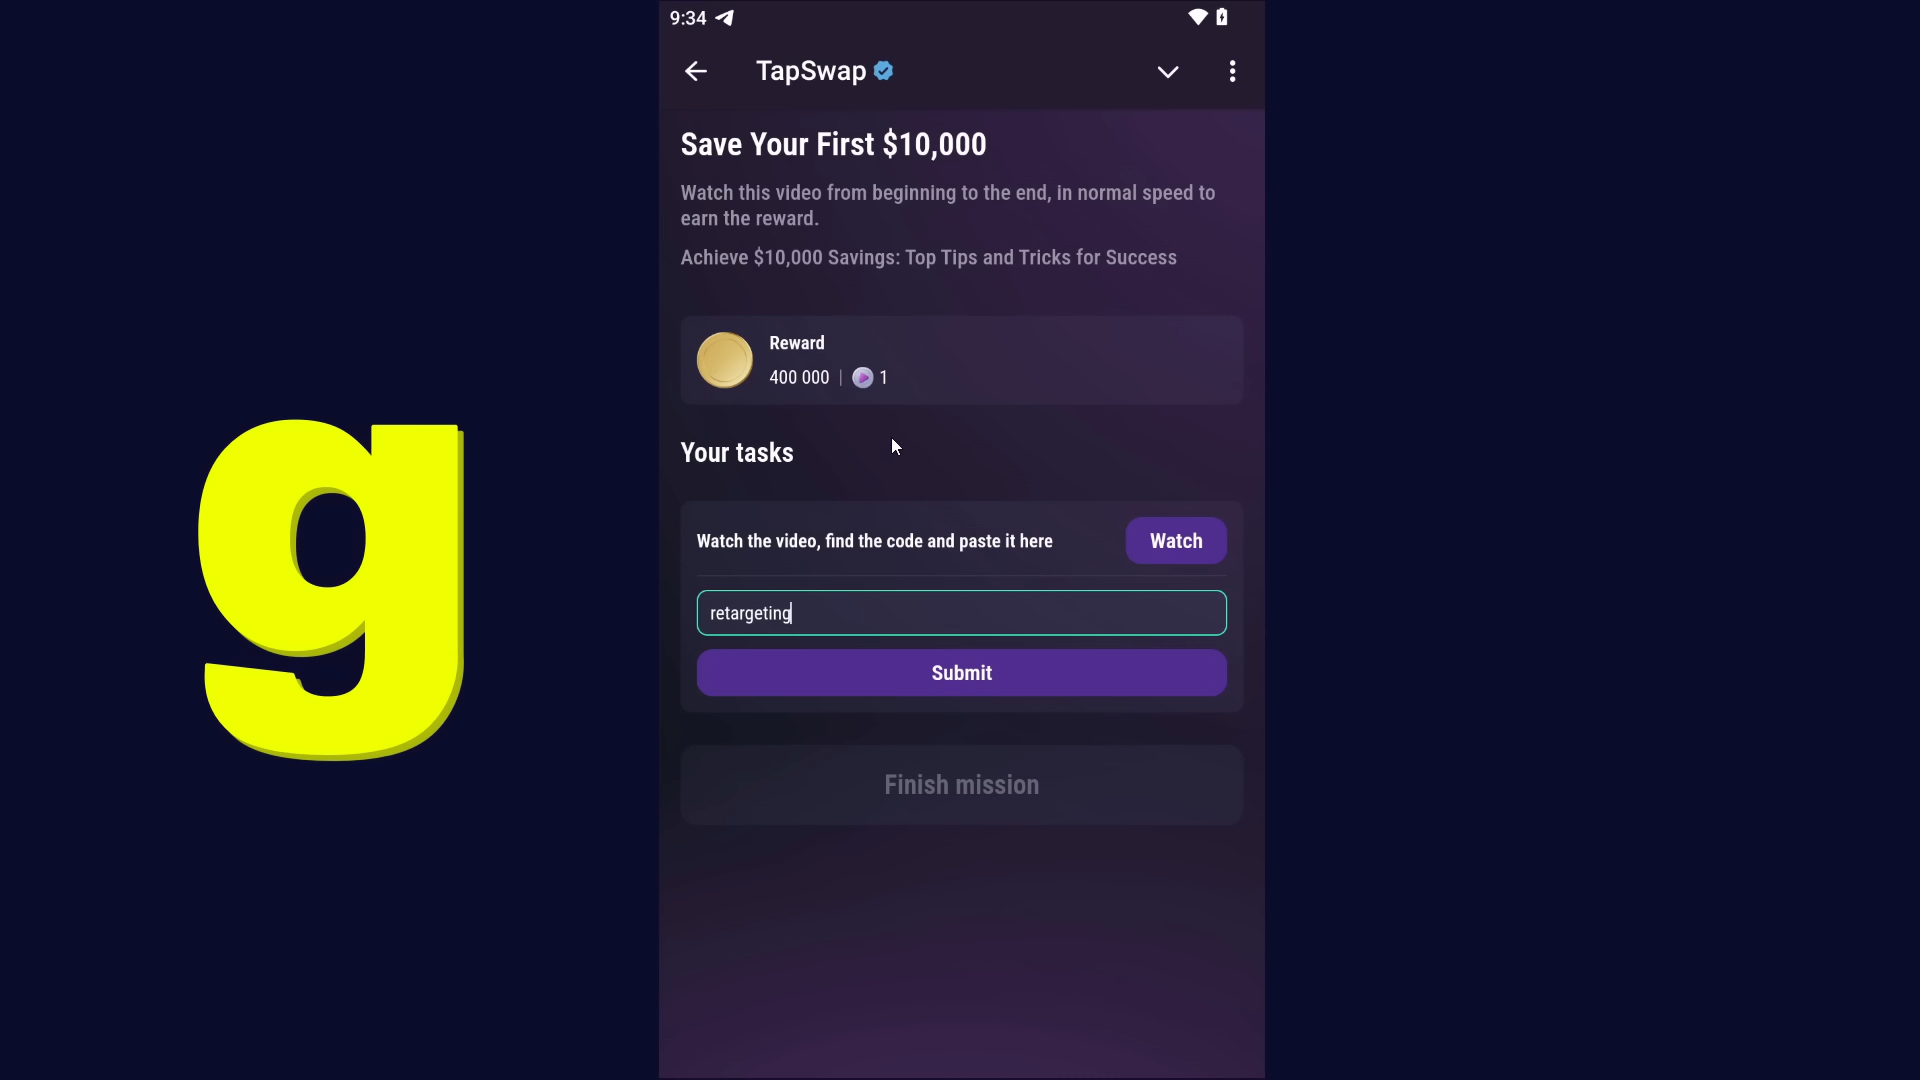 9:34
TapSwap
Save Your First $10,000
Watch this video from beginning to the end, in normal speed to
earn the reward.
Achieve $10,000 Savings: Top Tips and Tricks for Success
Reward
400 000 | 1
Your tasks
Watch the video, find the code and paste it here
Watch
retargeting
Submit
Finish mission
g